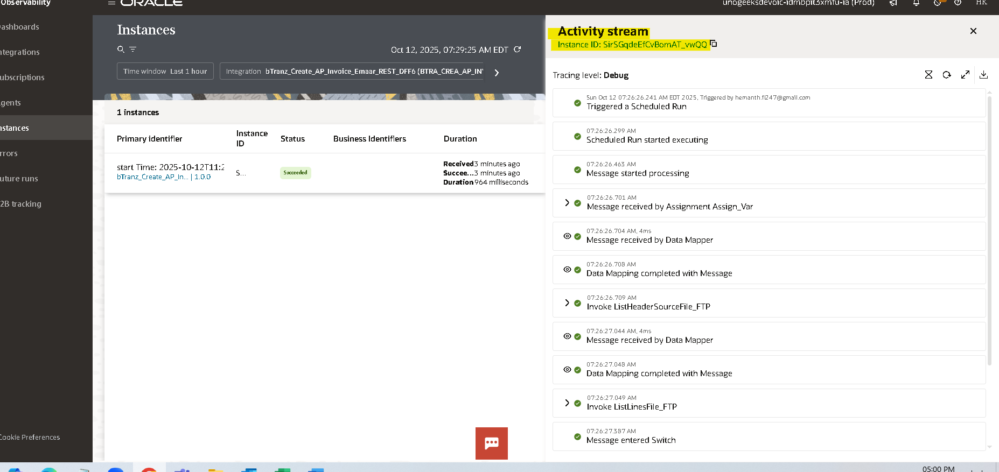 Observability
ORACLE
unogeeksdevoic-idmbpit3xmfu-ia (Prod)
HK
Dashboards
ntegrations
ubscriptions
gents
nstances
rrors
uture runs
2B tracking
Cookie Preferences
Instances
Oct 12, 2025, 07:29:25 AM EDT
Time window Last 1 hour
Integration bTranz_Create_AP_Invoice_Emaar_REST_DFF6 (BTRA_CREA_AP_IN
1 instances
Primary identifier
Instance
ID
Status
Business Identifiers
Duration
start Time: 2025-10-12T11:2
bTranz_Create_AP_In... | 1.0.0
S...
Succeeded
Received 3 minutes ago
Succee... 3 minutes ago
Duration 964 milliseconds
Activity stream
Instance ID: SirSGqdeEfCvBomAT_vwQQ
Tracing level: Debug
Sun Oct 12 07:26:26.241 AM EDT 2025, Triggered by hemanth.fl247@gmail.com
Triggered a Scheduled Run
07:26:26.299 AM
Scheduled Run started executing
07:26:26.463 AM
Message started processing
07:26:26.701 AM
Message received by Assignment Assign_Var
07:26:26.704 AM, 4ms
Message received by Data Mapper
07:26:26.708 AM
Data Mapping completed with Message
07:26:26.709 AM
Invoke ListHeaderSourceFile_FTP
07:26:27.044 AM, 4ms
Message received by Data Mapper
07:26:27.048 AM
Data Mapping completed with Message
07:26:27.049 AM
Invoke ListLinesFile_FTP
07:26:27.387 AM
Message entered Switch
05:00 PM